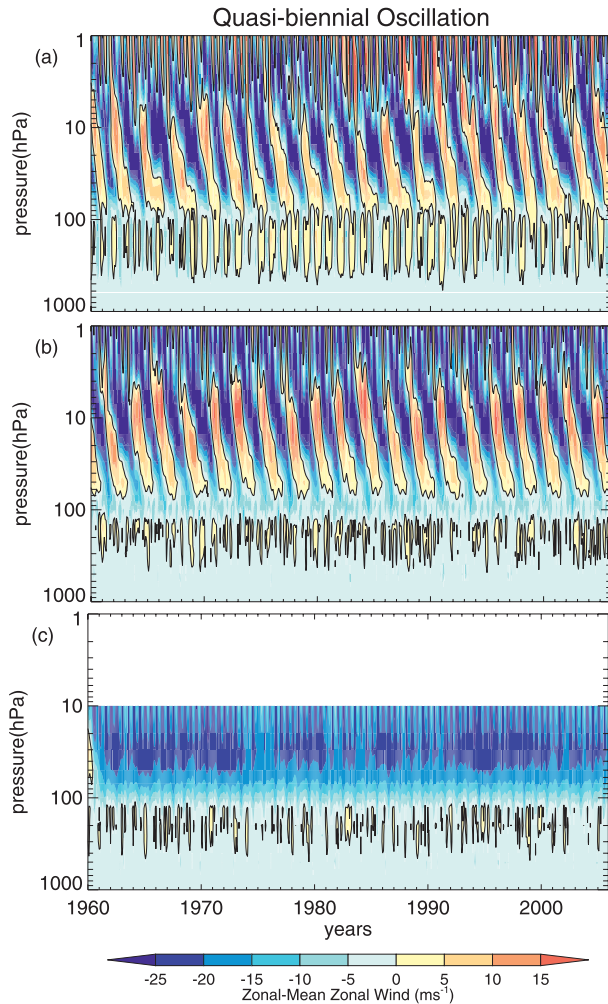 Quasi-biennial Oscillation
(a)
1
10
100
1000
pressure(hPa)
(b)
1
10
100
1000
pressure(hPa)
(c)
1
10
100
1000
pressure(hPa)
1960 1970 1980 1990 2000
years
-25 -20 -15 -10 -5 0 5 10 15
Zonal-Mean Zonal Wind (ms⁻¹)